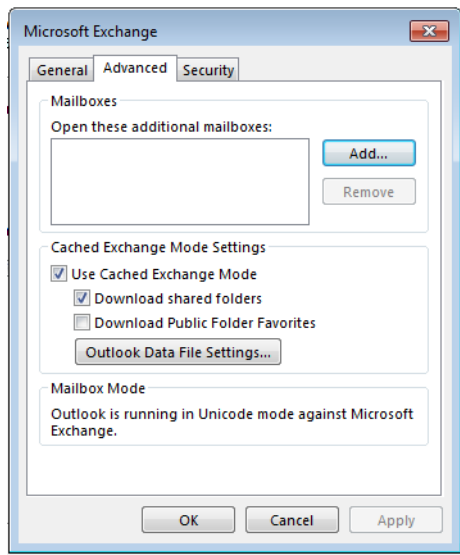 Microsoft Exchange
General Advanced Security
Mailboxes
Open these additional mailboxes:
Add...
Remove
Cached Exchange Mode Settings
Use Cached Exchange Mode
Download shared folders
Download Public Folder Favorites
Outlook Data File Settings...
Mailbox Mode
Outlook is running in Unicode mode against Microsoft
Exchange.
OK Cancel Apply